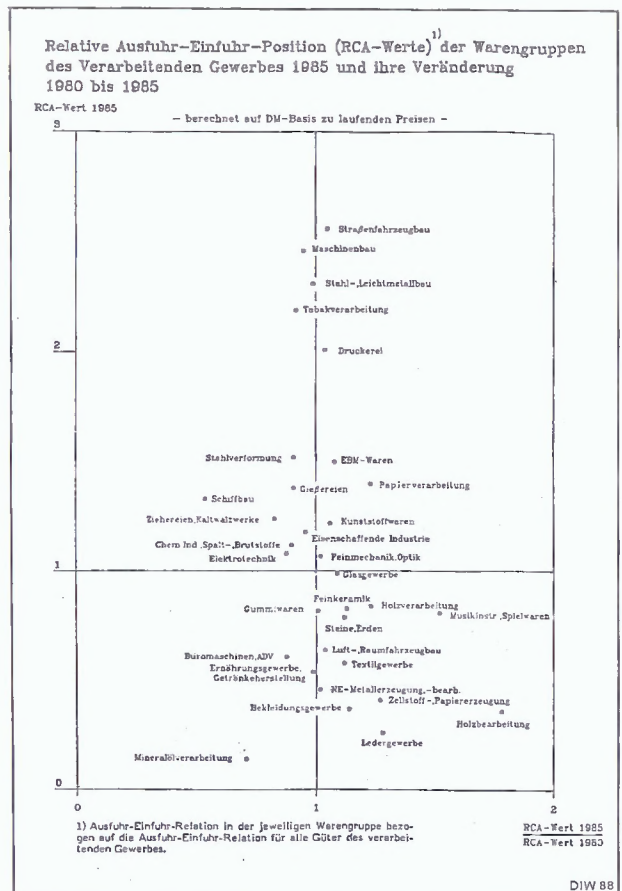 Relative Ausfuhr-Einfuhr-Position (RCA-Werte)1) der Warengruppen
des Verarbeitenden Gewerbes 1985 und ihre Veränderung
1980 bis 1985
RCA-Wert 1985
- berechnet auf DM-Basis zu laufenden Preisen -
3
Straßenfahrzeugbau
Maschinenbau
Stahl-,Leichtmetallbau
Tabakverarbeitung
2
Druckerei
Stahlverformung
EBM-Waren
Gießereien
Papierverarbeitung
Schiffbau
Ziehereien,Kaltwalzwerke
Kunststoffwaren
Eisenschaffende Industrie
Chem Ind ,Spalt-,Brutstoffe
Elektrotechnik
Feinmechanik,Optik
1
Glasgewerbe
Feinkeramik
Gummiwaren
Holzverarbeitung
Musikinstr ,Spielwaren
Steine,Erden
Luft-,Raumfahrzeugbau
Büromaschinen,ADV
Textilgewerbe
Ernährungsgewerbe,
Getränkeherstellung
NE-Metallerzeugung,-bearb.
Zellstoff-,Papiererzeugung
Bekleidungsgewerbe
Holzbearbeitung
Ledergewerbe
Mineralölverarbeitung
0
0
1
2
1) Ausfuhr-Einfuhr-Relation in der jeweiligen Warengruppe bezo-
gen auf die Ausfuhr-Einfuhr-Relation für alle Güter des verarbei-
tenden Gewerbes.
RCA-Wert 1985
RCA-Wert 1980
DIW 88